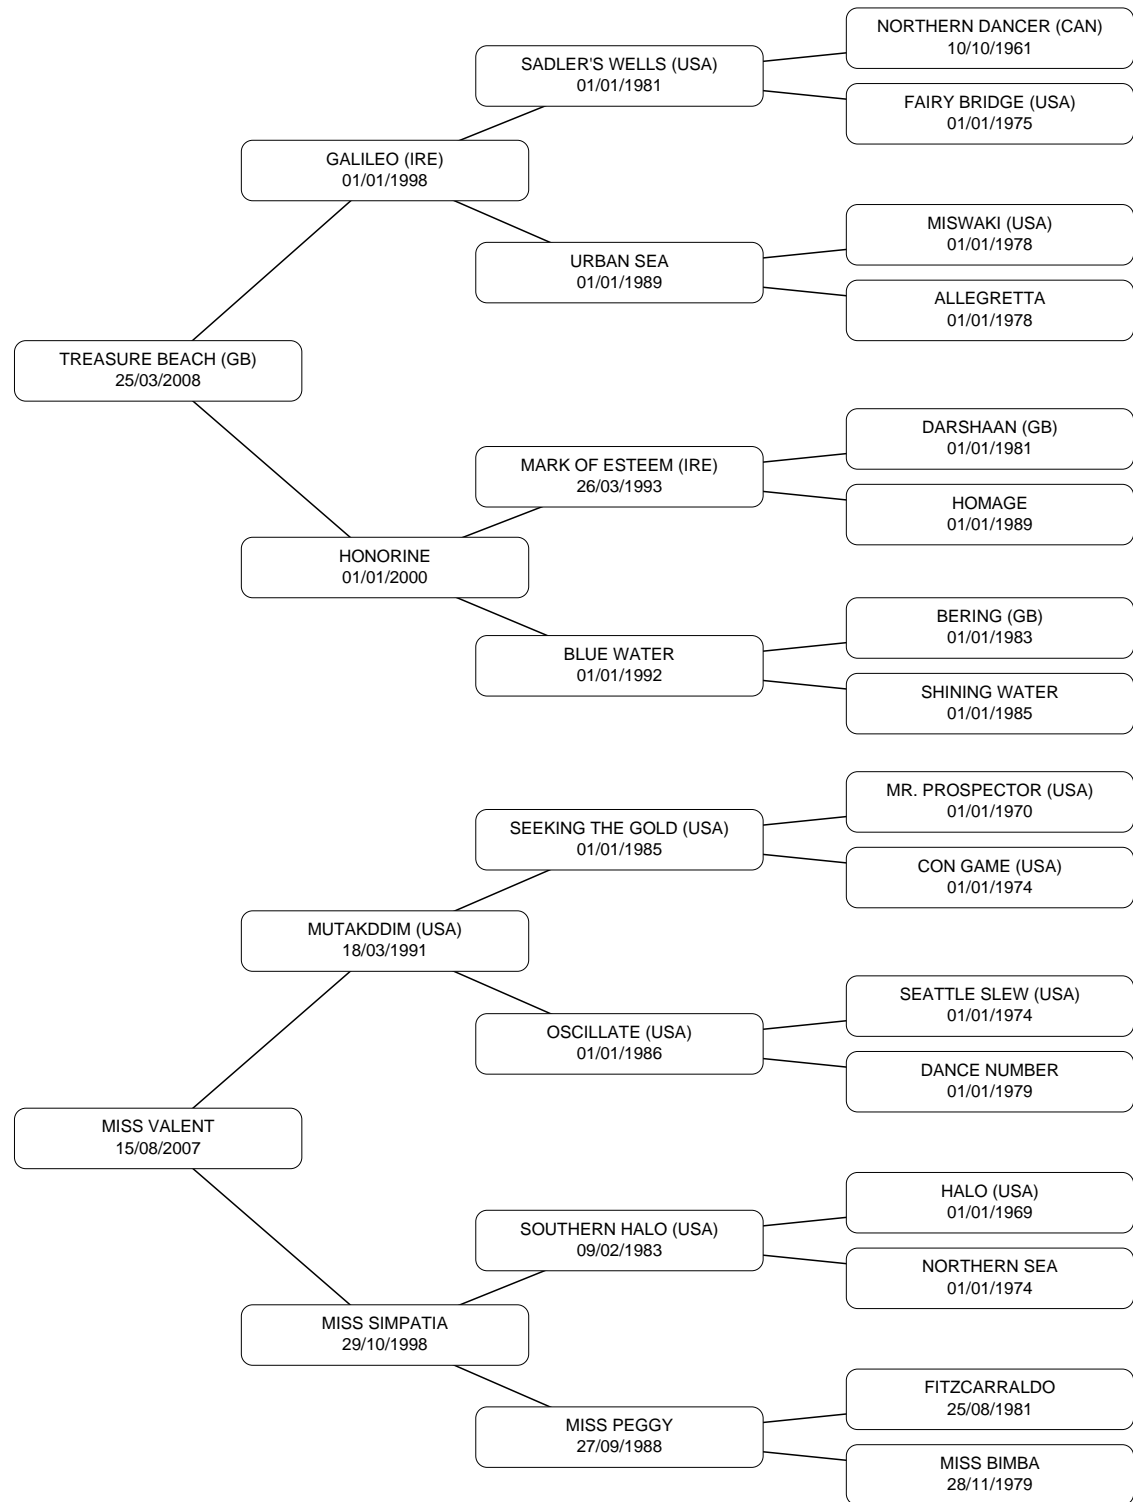 NORTHERN DANCER (CAN)
10/10/1961
SADLER'S WELLS (USA)
01/01/1981
FAIRY BRIDGE (USA)
01/01/1975
GALILEO (IRE)
01/01/1998
MISWAKI (USA)
01/01/1978
URBAN SEA
01/01/1989
ALLEGRETTA
01/01/1978
TREASURE BEACH (GB)
25/03/2008
DARSHAAN (GB)
01/01/1981
MARK OF ESTEEM (IRE)
26/03/1993
HOMAGE
01/01/1989
HONORINE
01/01/2000
BERING (GB)
01/01/1983
BLUE WATER
01/01/1992
SHINING WATER
01/01/1985
MR. PROSPECTOR (USA)
01/01/1970
SEEKING THE GOLD (USA)
01/01/1985
CON GAME (USA)
01/01/1974
MUTAKDDIM (USA)
18/03/1991
SEATTLE SLEW (USA)
01/01/1974
OSCILLATE (USA)
01/01/1986
DANCE NUMBER
01/01/1979
MISS VALENT
15/08/2007
HALO (USA)
01/01/1969
SOUTHERN HALO (USA)
09/02/1983
NORTHERN SEA
01/01/1974
MISS SIMPATIA
29/10/1998
FITZCARRALDO
25/08/1981
MISS PEGGY
27/09/1988
MISS BIMBA
28/11/1979